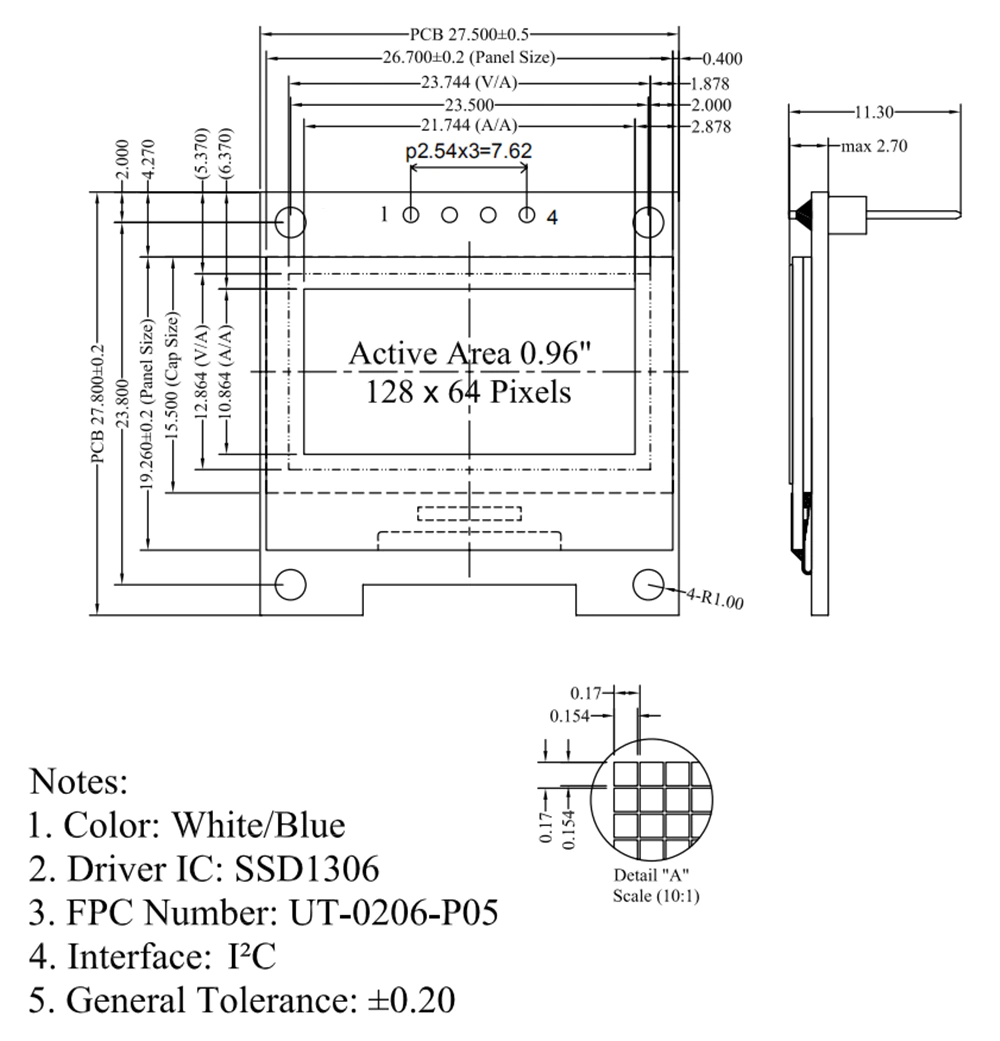 PCB 27.500±0.5
26.700±0.2 (Panel Size)
0.400
23.744 (V/A)
1.878
23.500
2.000
21.744 (A/A)
2.878
p2.54x3=7.62
11.30
max 2.70
2.000
4.270
(5.370)
(6.370)
1
4
PCB 27.800±0.2
23.800
19.260±0.2 (Panel Size)
15.500 (Cap Size)
12.864 (V/A)
10.864 (A/A)
Active Area 0.96"
128 x 64 Pixels
4-R1.00
0.17
0.154
0.17
0.154
Detail "A"
Scale (10:1)
Notes:
1. Color: White/Blue
2. Driver IC: SSD1306
3. FPC Number: UT-0206-P05
4. Interface: I²C
5. General Tolerance: ±0.20